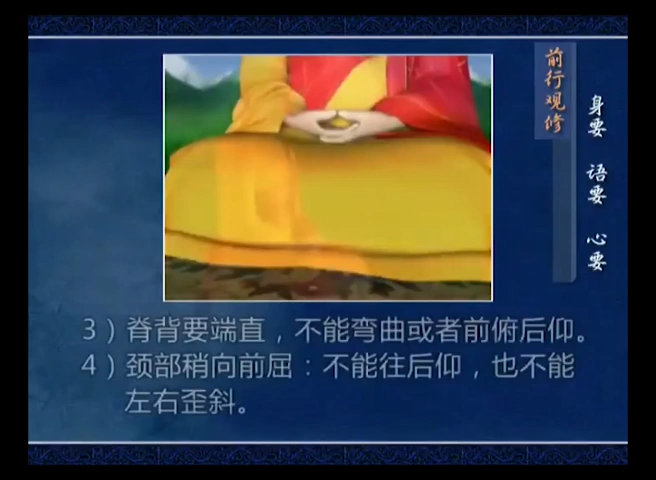 前行观修
身要 语要 心要
3）脊背要端直，不能弯曲或者前俯后仰。
4）颈部稍向前屈：不能往后仰，也不能
左右歪斜。